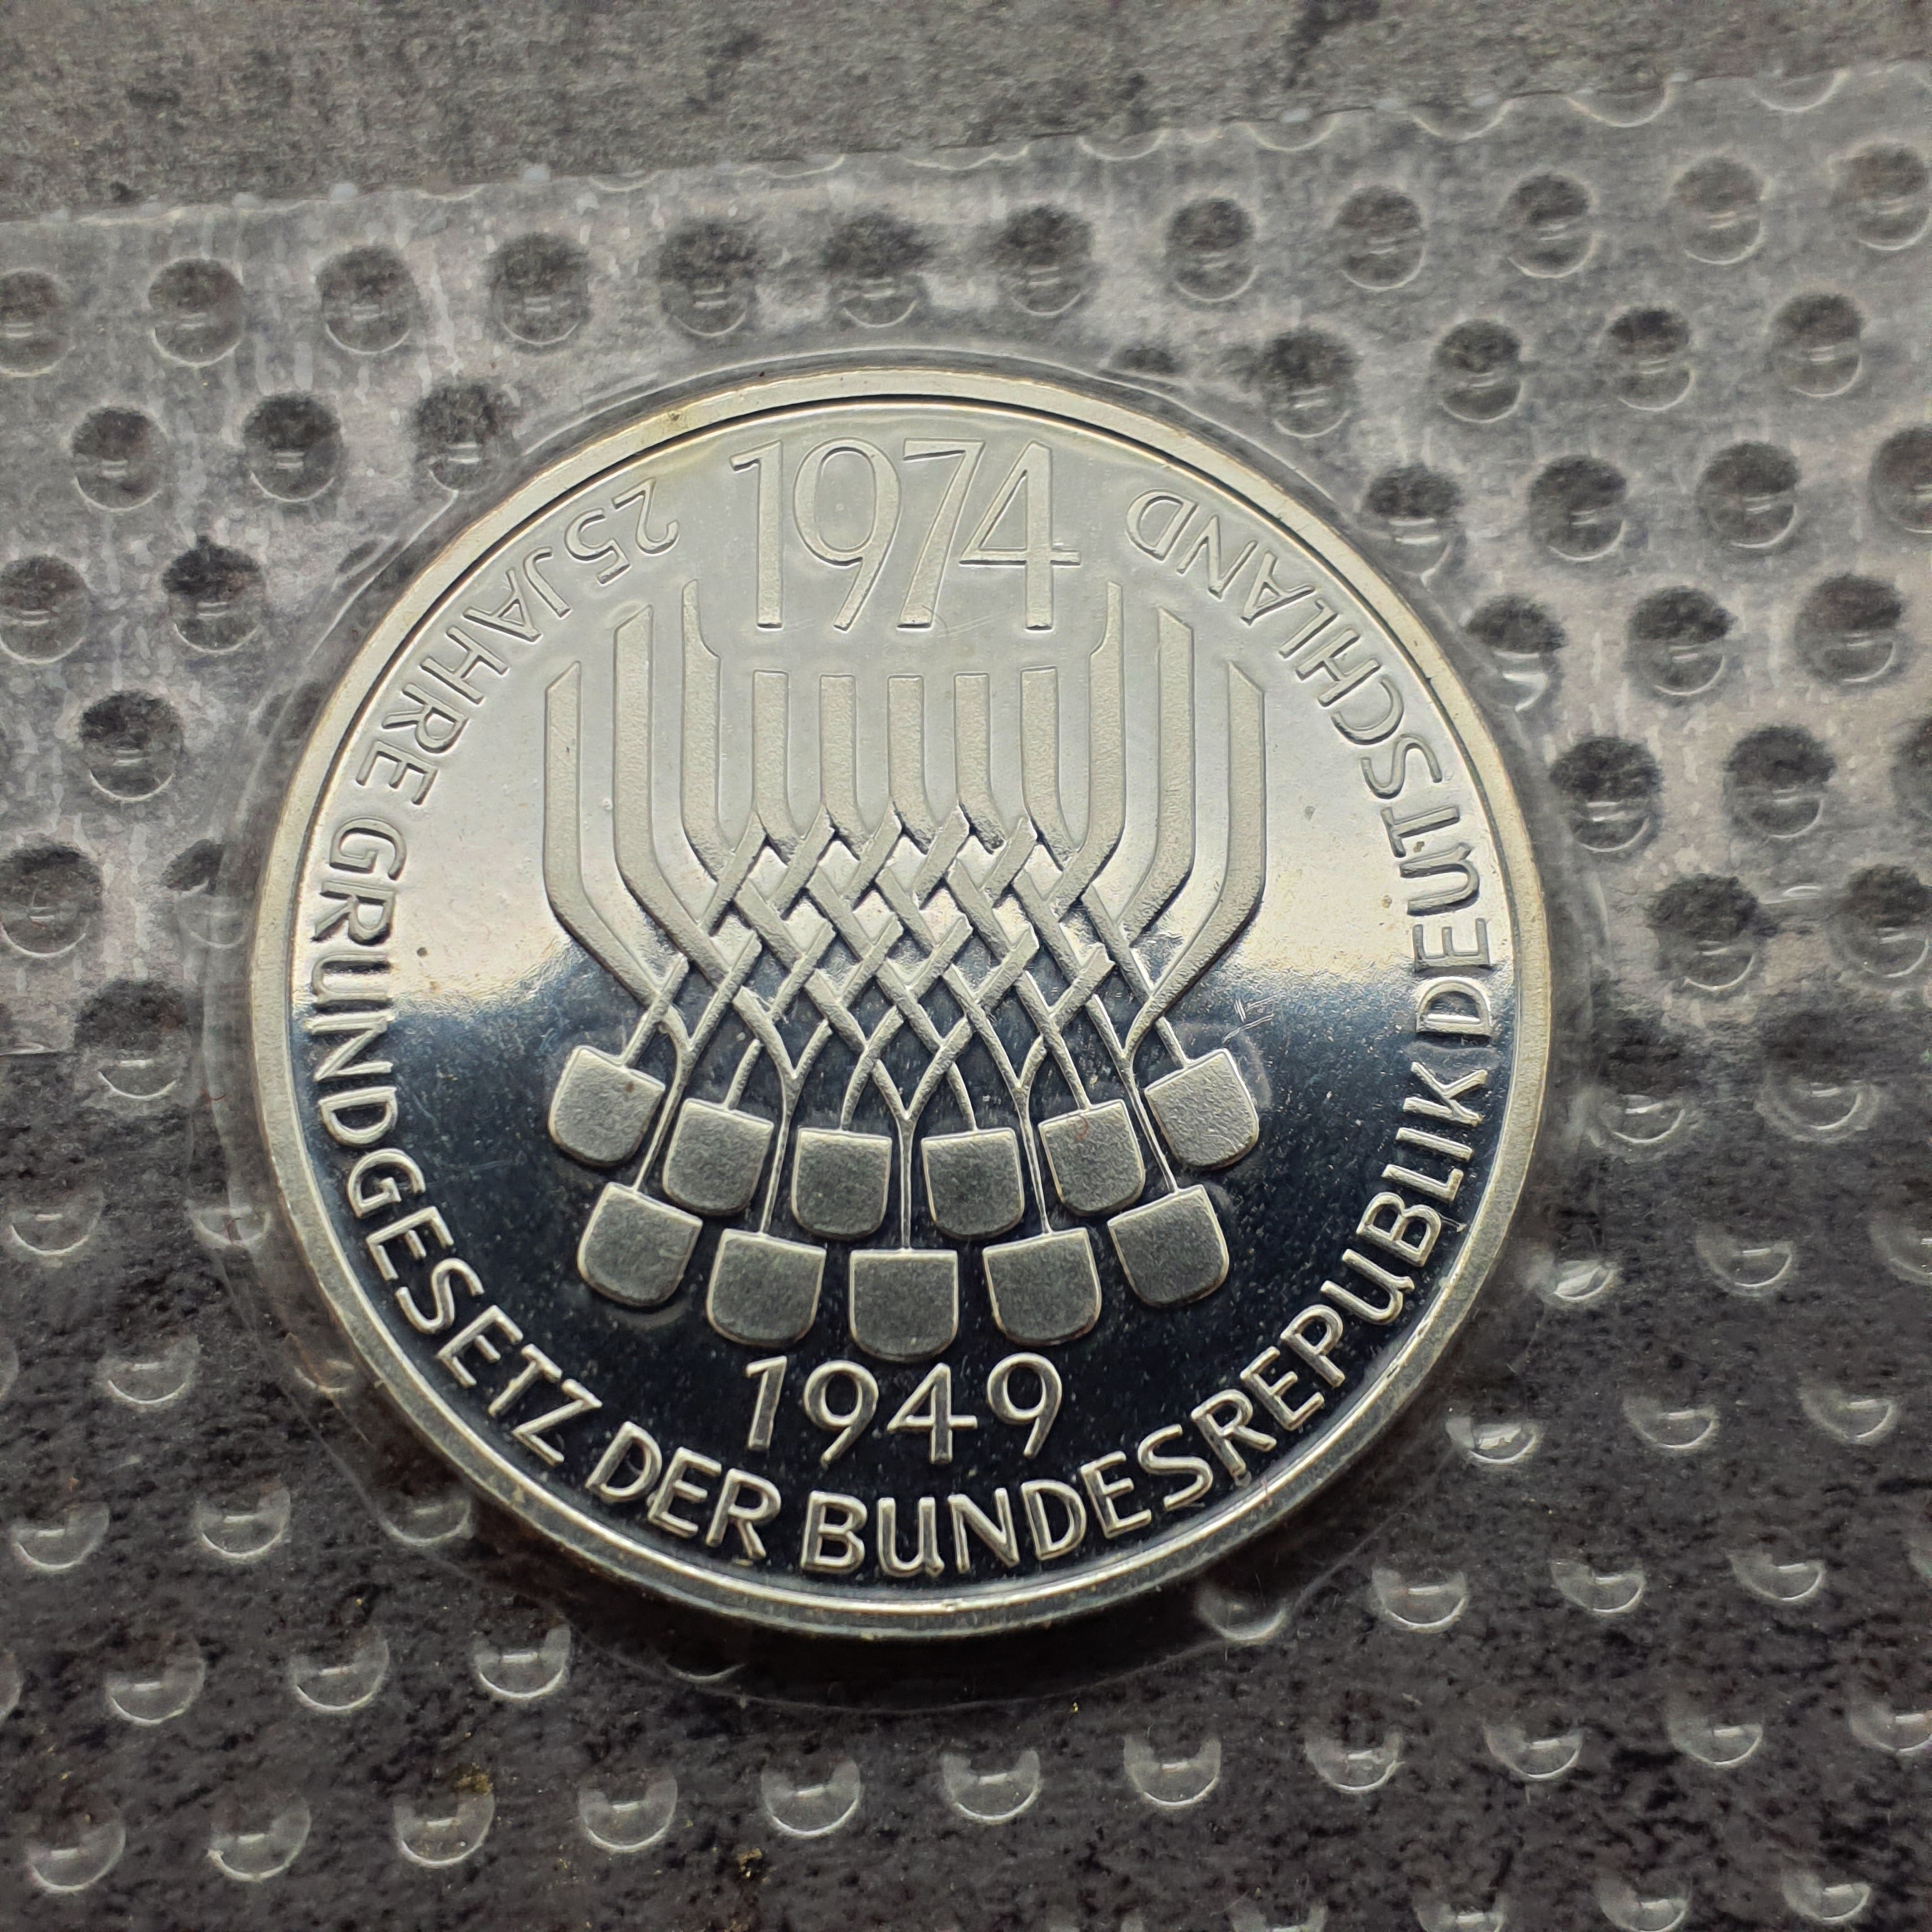 1974
25 JAHRE GRUNDGESETZ DER BUNDESREPUBLIK DEUTSCHLAND
1949